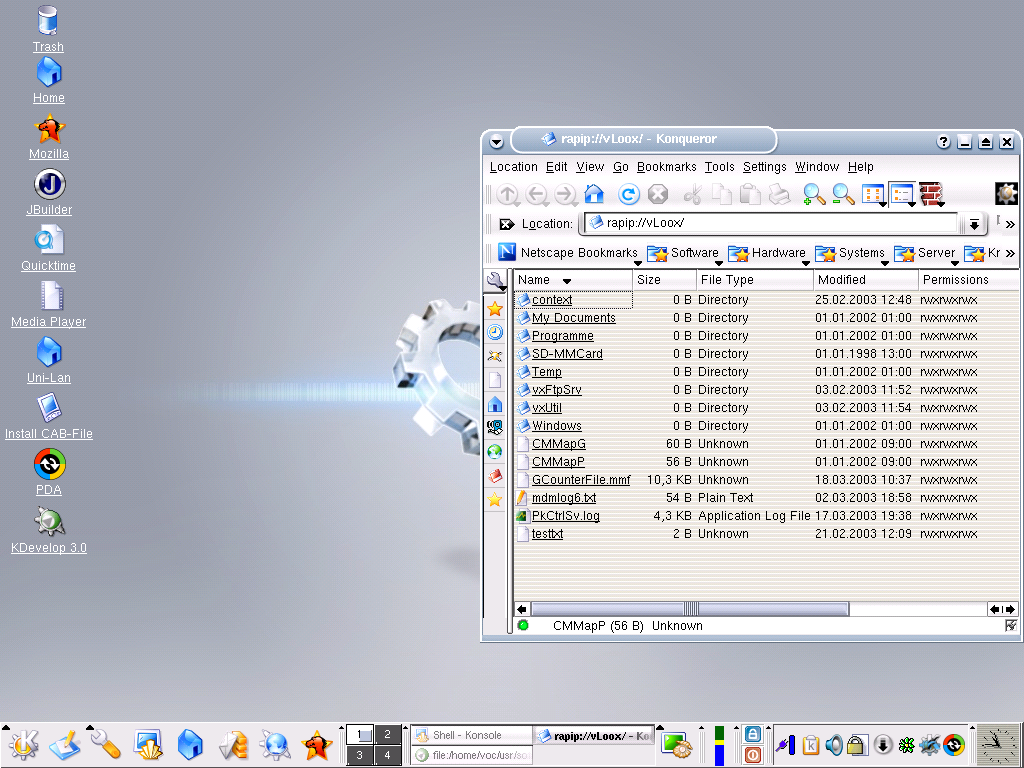 Trash
Home
Mozilla
JBuilder
Quicktime
Media Player
Uni-Lan
Install CAB-File
PDA
KDevelop 3.0
rapip://vLoox/ - Konqueror
Location Edit View Go Bookmarks Tools Settings Window Help
Location: rapip://vLoox/
Netscape Bookmarks Software Hardware Systems Server Kr
Name Size File Type Modified Permissions
context 0 B Directory 25.02.2003 12:48 rwxrwxrwx
My Documents 0 B Directory 01.01.2002 01:00 rwxrwxrwx
Programme 0 B Directory 01.01.2002 01:00 rwxrwxrwx
SD-MMCard 0 B Directory 01.01.1998 13:00 rwxrwxrwx
Temp 0 B Directory 01.01.2002 01:00 rwxrwxrwx
vxFtpSrv 0 B Directory 03.02.2003 11:52 rwxrwxrwx
vxUtil 0 B Directory 03.02.2003 11:54 rwxrwxrwx
Windows 0 B Directory 01.01.2002 01:00 rwxrwxrwx
CMMapG 60 B Unknown 01.01.2002 09:00 rwxrwxrwx
CMMapP 56 B Unknown 01.01.2002 09:00 rwxrwxrwx
GCounterFile.mmf 10,3 KB Unknown 18.03.2003 10:37 rwxrwxrwx
mdmlog6.txt 54 B Plain Text 02.03.2003 18:58 rwxrwxrwx
PkCtrlSv.log 4,3 KB Application Log File 17.03.2003 19:38 rwxrwxrwx
testtxt 2 B Unknown 21.02.2003 12:09 rwxrwxrwx
CMMapP (56 B) Unknown
1 2
3 4
Shell - Konsole
file:/home/voc/usr/so
rapip://vLoox/ - Ko